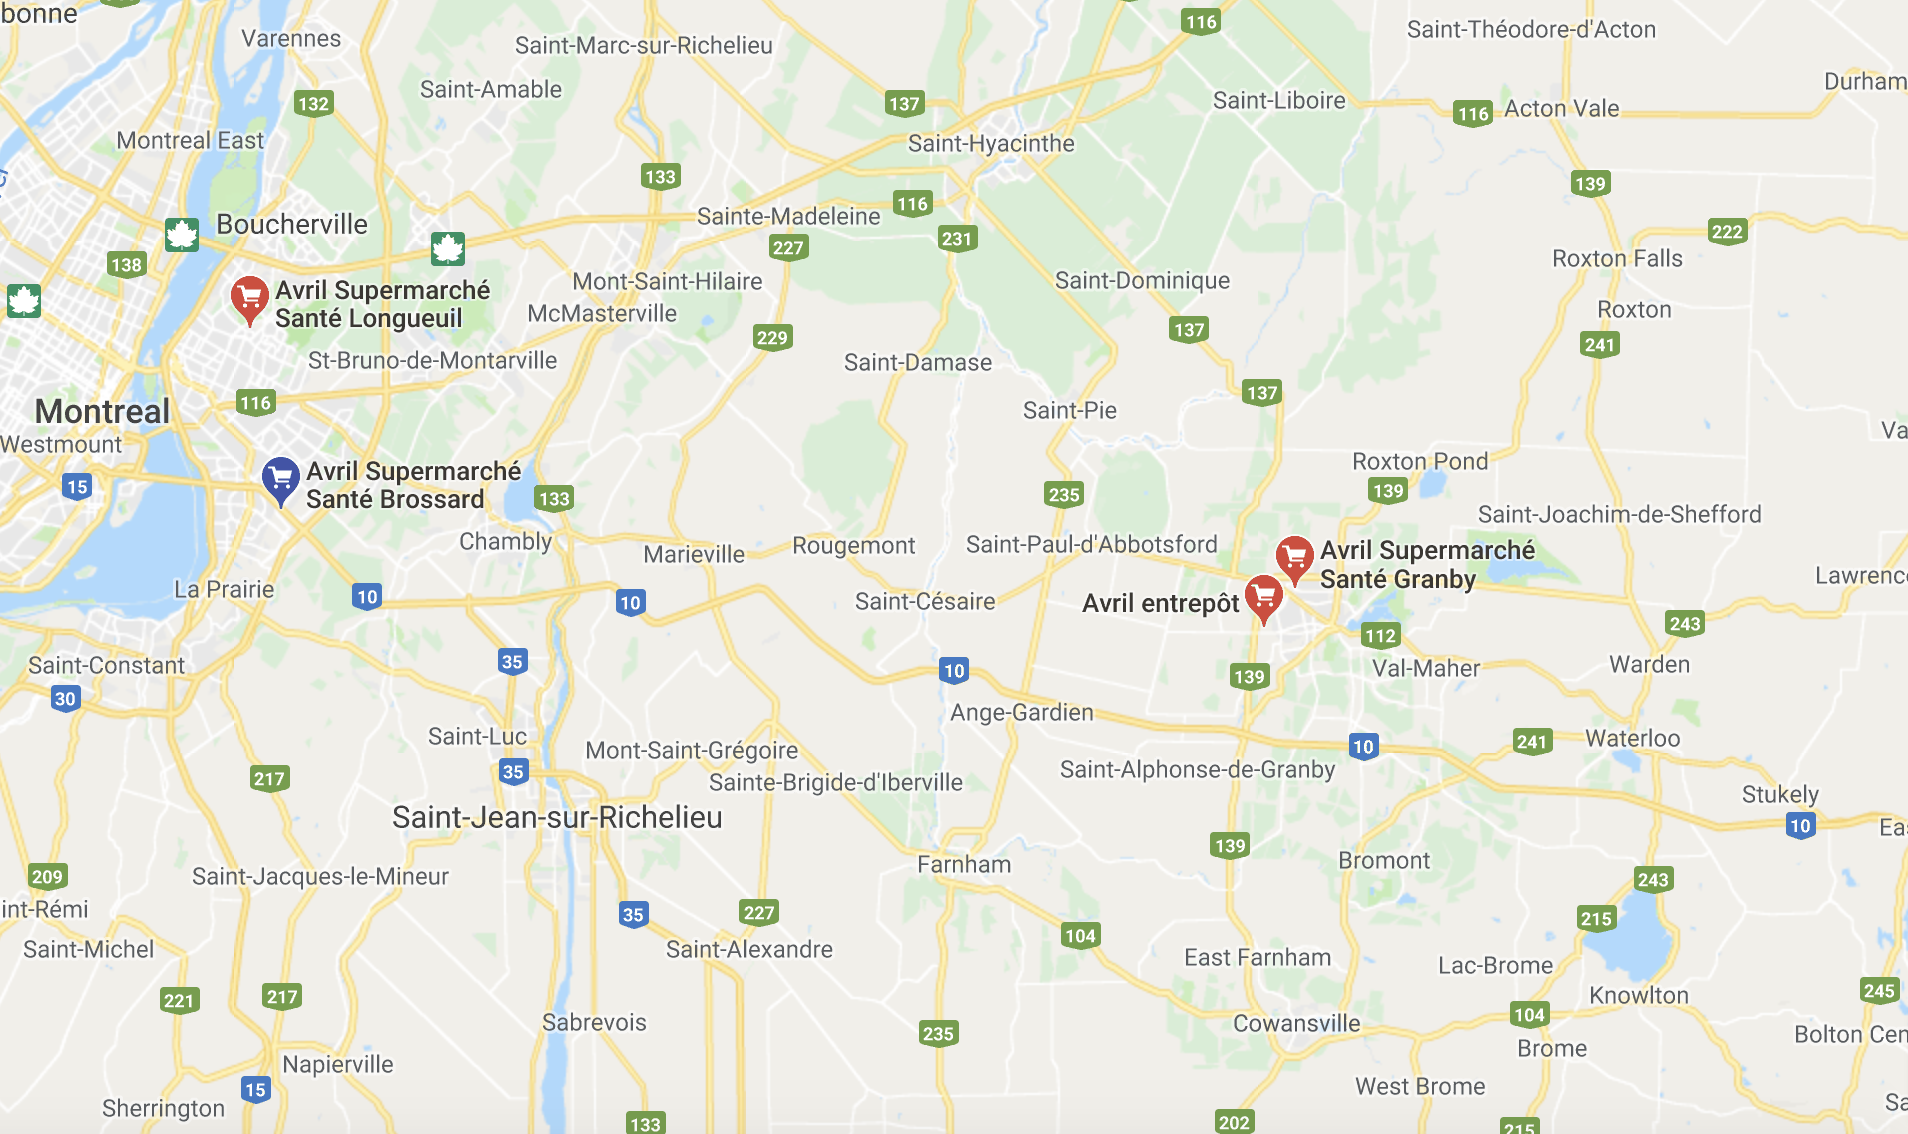 bonne
Varennes
Saint-Marc-sur-Richelieu
116
Saint-Théodore-d'Acton
Saint-Amable
132
137
Saint-Liboire
116
Acton Vale
Durham
Montreal East
Saint-Hyacinthe
133
139
Boucherville
Sainte-Madeleine
116
227
231
222
138
Roxton Falls
Avril Supermarché
Santé Longueuil
Mont-Saint-Hilaire
McMasterville
Saint-Dominique
Roxton
229
137
241
St-Bruno-de-Montarville
Saint-Damase
137
Montreal
116
Saint-Pie
Westmount
Va
Avril Supermarché
Santé Brossard
15
133
235
Roxton Pond
139
Saint-Joachim-de-Shefford
Chambly
Marieville
Rougemont
Saint-Paul-d'Abbotsford
Avril Supermarché
Santé Granby
La Prairie
10
10
Saint-Césaire
Avril entrepôt
Lawrence
243
112
Saint-Constant
35
10
139
Val-Maher
Warden
30
Ange-Gardien
Saint-Luc
Mont-Saint-Grégoire
10
241
Waterloo
217
35
Sainte-Brigide-d'Iberville
Saint-Alphonse-de-Granby
Stukely
Saint-Jean-sur-Richelieu
10
Eas
139
Farnham
Bromont
209
Saint-Jacques-le-Mineur
243
int-Rémi
35
227
215
Saint-Michel
Saint-Alexandre
104
East Farnham
Lac-Brome
221
217
Knowlton
245
Sabrevois
235
Cowansville
104
Bolton Cen
Napierville
Brome
15
West Brome
Sherrington
133
202
215
Sa